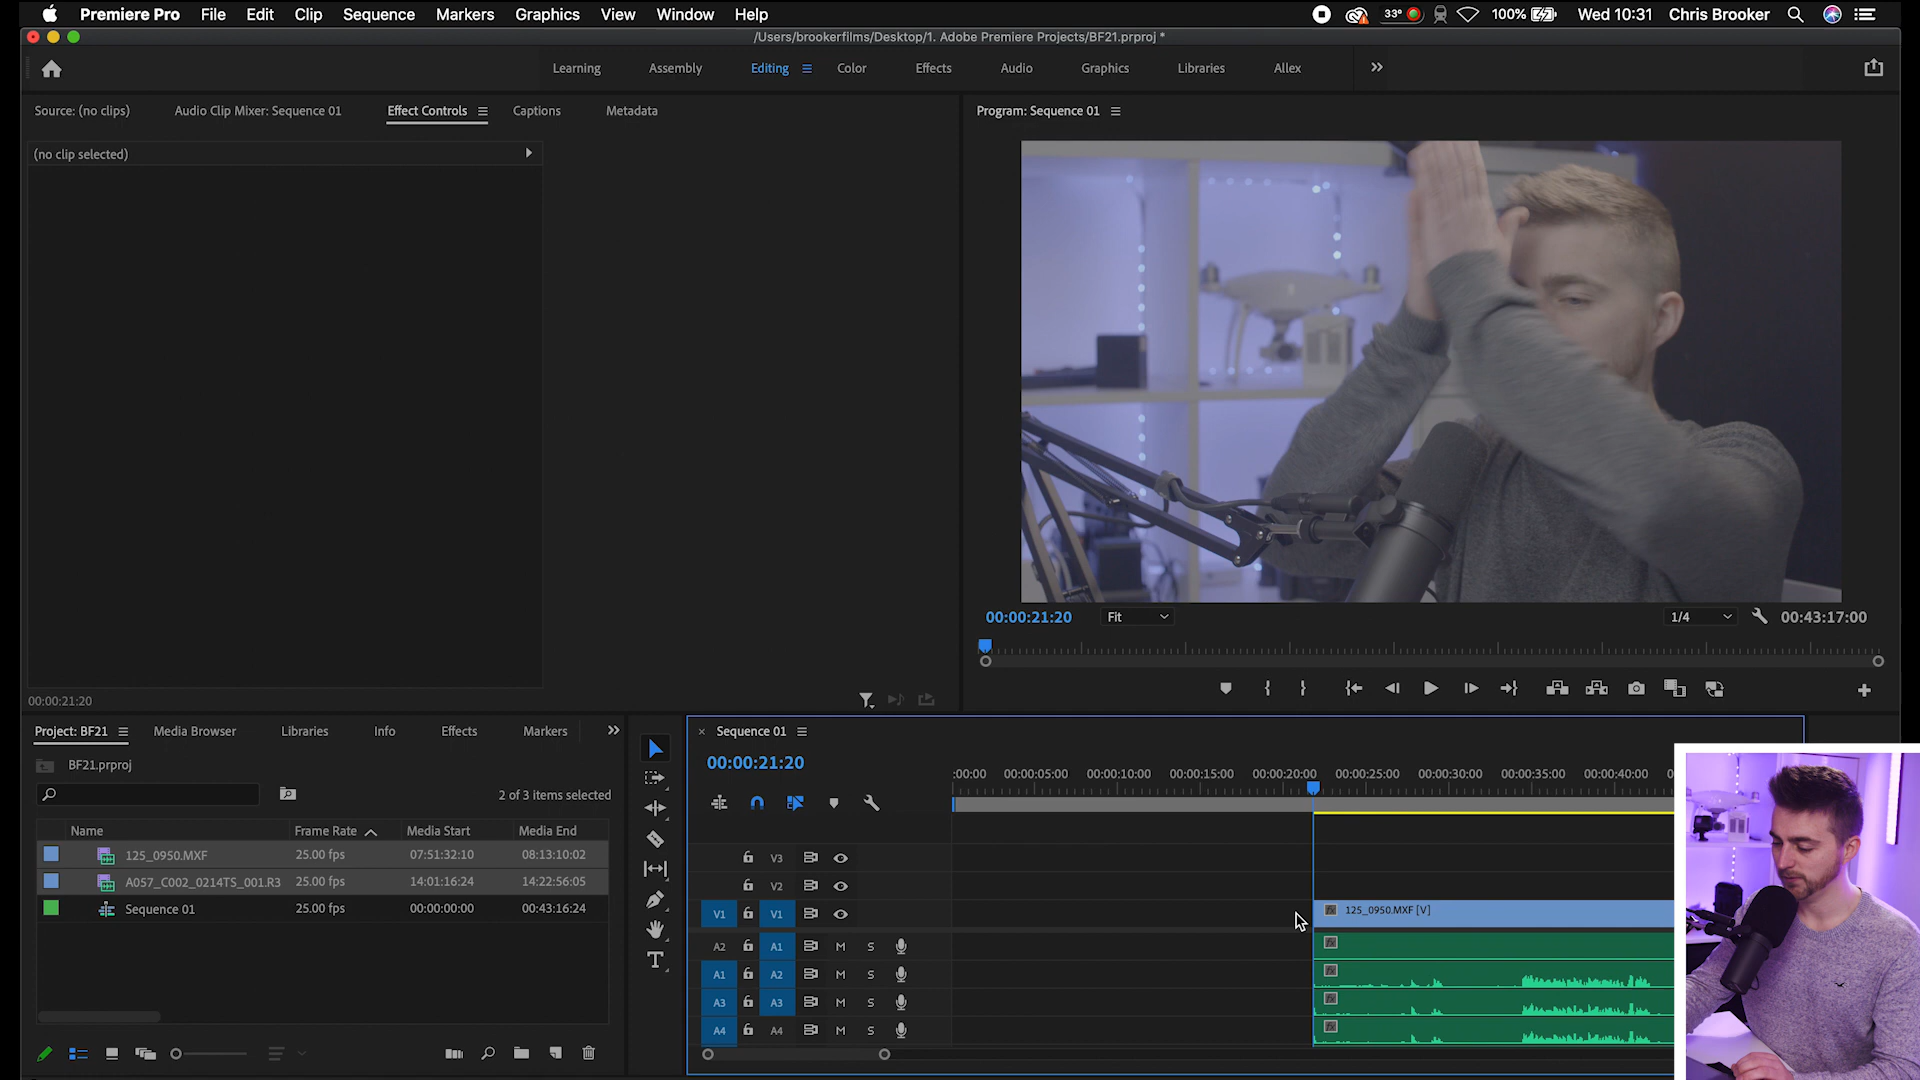 Premiere Pro File Edit Clip Sequence Markers Graphics View Window Help 33° 100% Wed 10:31 Chris Brooker
/Users/brookerfilms/Desktop/1. Adobe Premiere Projects/BF21.prproj *
Learning Assembly Editing Color Effects Audio Graphics Libraries Allex
Source: (no clips) Audio Clip Mixer: Sequence 01 Effect Controls Captions Metadata
Program: Sequence 01
(no clip selected)
00:00:21:20 Fit 1/4 00:43:17:00
00:00:21:20
Project: BF21 Media Browser Libraries Info Effects Markers
BF21.prproj
2 of 3 items selected
Name Frame Rate Media Start Media End
125_0950.MXF 25.00 fps 07:51:32:10 08:13:10:02
A057_C002_0214TS_001.R3 25.00 fps 14:01:16:24 14:22:56:05
Sequence 01 25.00 fps 00:00:00:00 00:43:16:24
Sequence 01
00:00:21:20
:00:00 00:00:05:00 00:00:10:00 00:00:15:00 00:00:20:00 00:00:25:00 00:00:30:00 00:00:35:00 00:00:40:00
V3
V2
V1 V1 fx 125_0950.MXF [V]
A2 A1 M S fx
A1 A2 M S fx
A3 A3 M S fx
A4 A4 M S fx